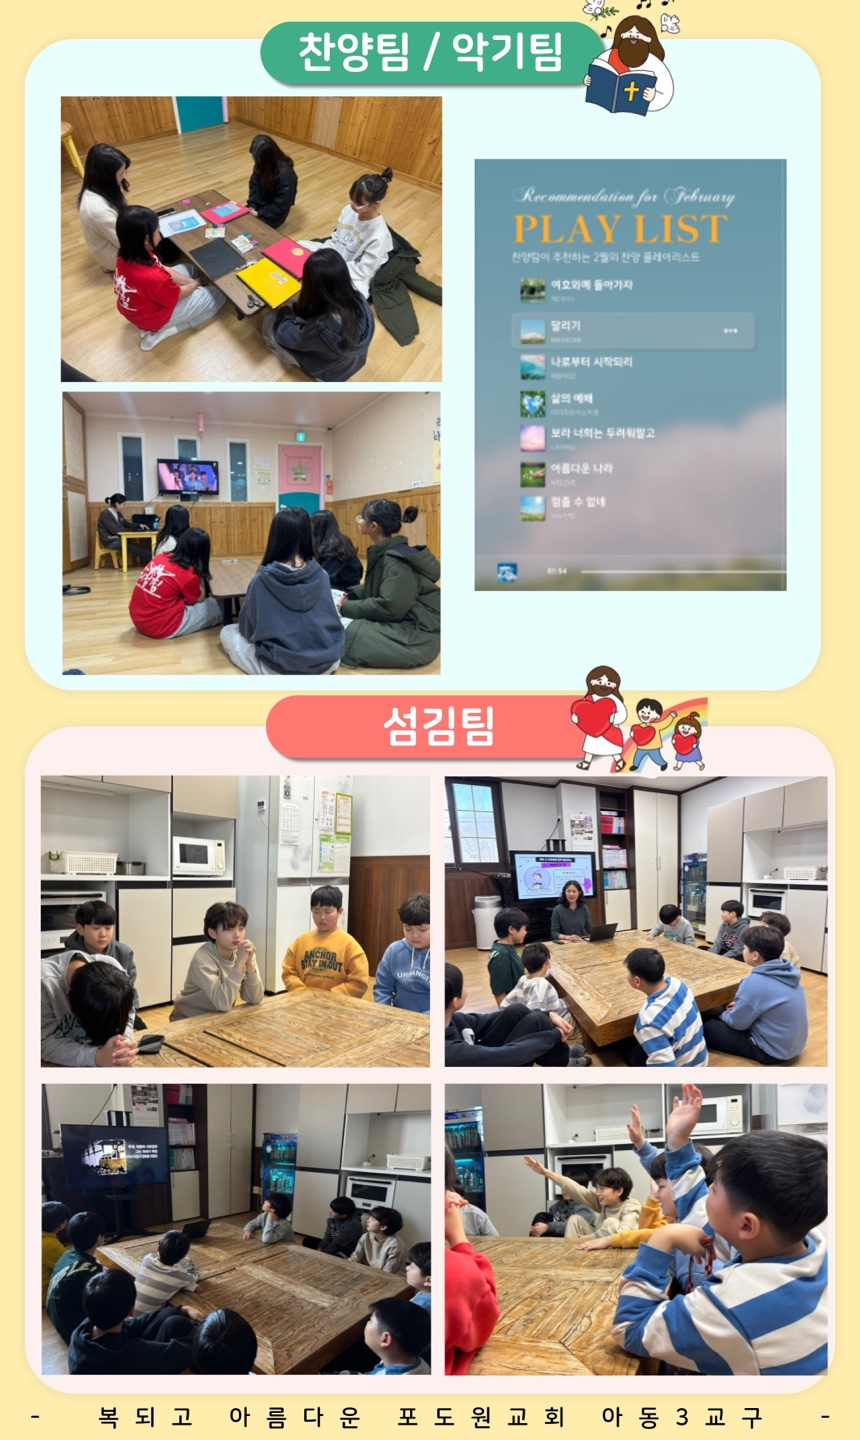 찬양팀 / 악기팀
Recommendation for February
PLAY LIST
찬양팀이 추천하는 2월의 찬양 플레이리스트
여호와께 돌아가자
달리기
나로부터 시작되리
삶의 예배
보라 너희는 두려워말고
아름다운 나라
멈출 수 없네
01:54
섬김팀
ANCHOR
STAY IN OUT
- 복되고 아름다운 포도원교회 아동3교구 -